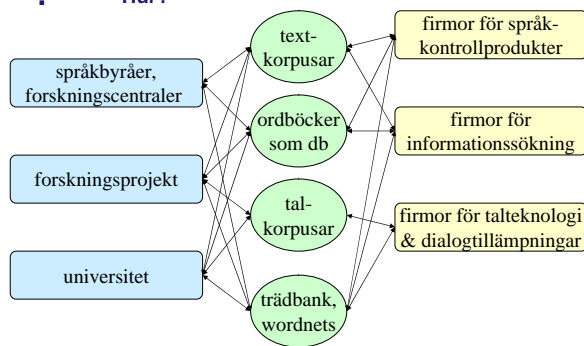 språkbyråer,
forskningscentraler
forskningsprojekt
universitet
text-
korpusar
ordböcker
som db
tal-
korpusar
trädbank,
wordnets
firmor för språk-
kontrollprodukter
firmor för
informationssökning
firmor för talteknologi
& dialogtillämpningar